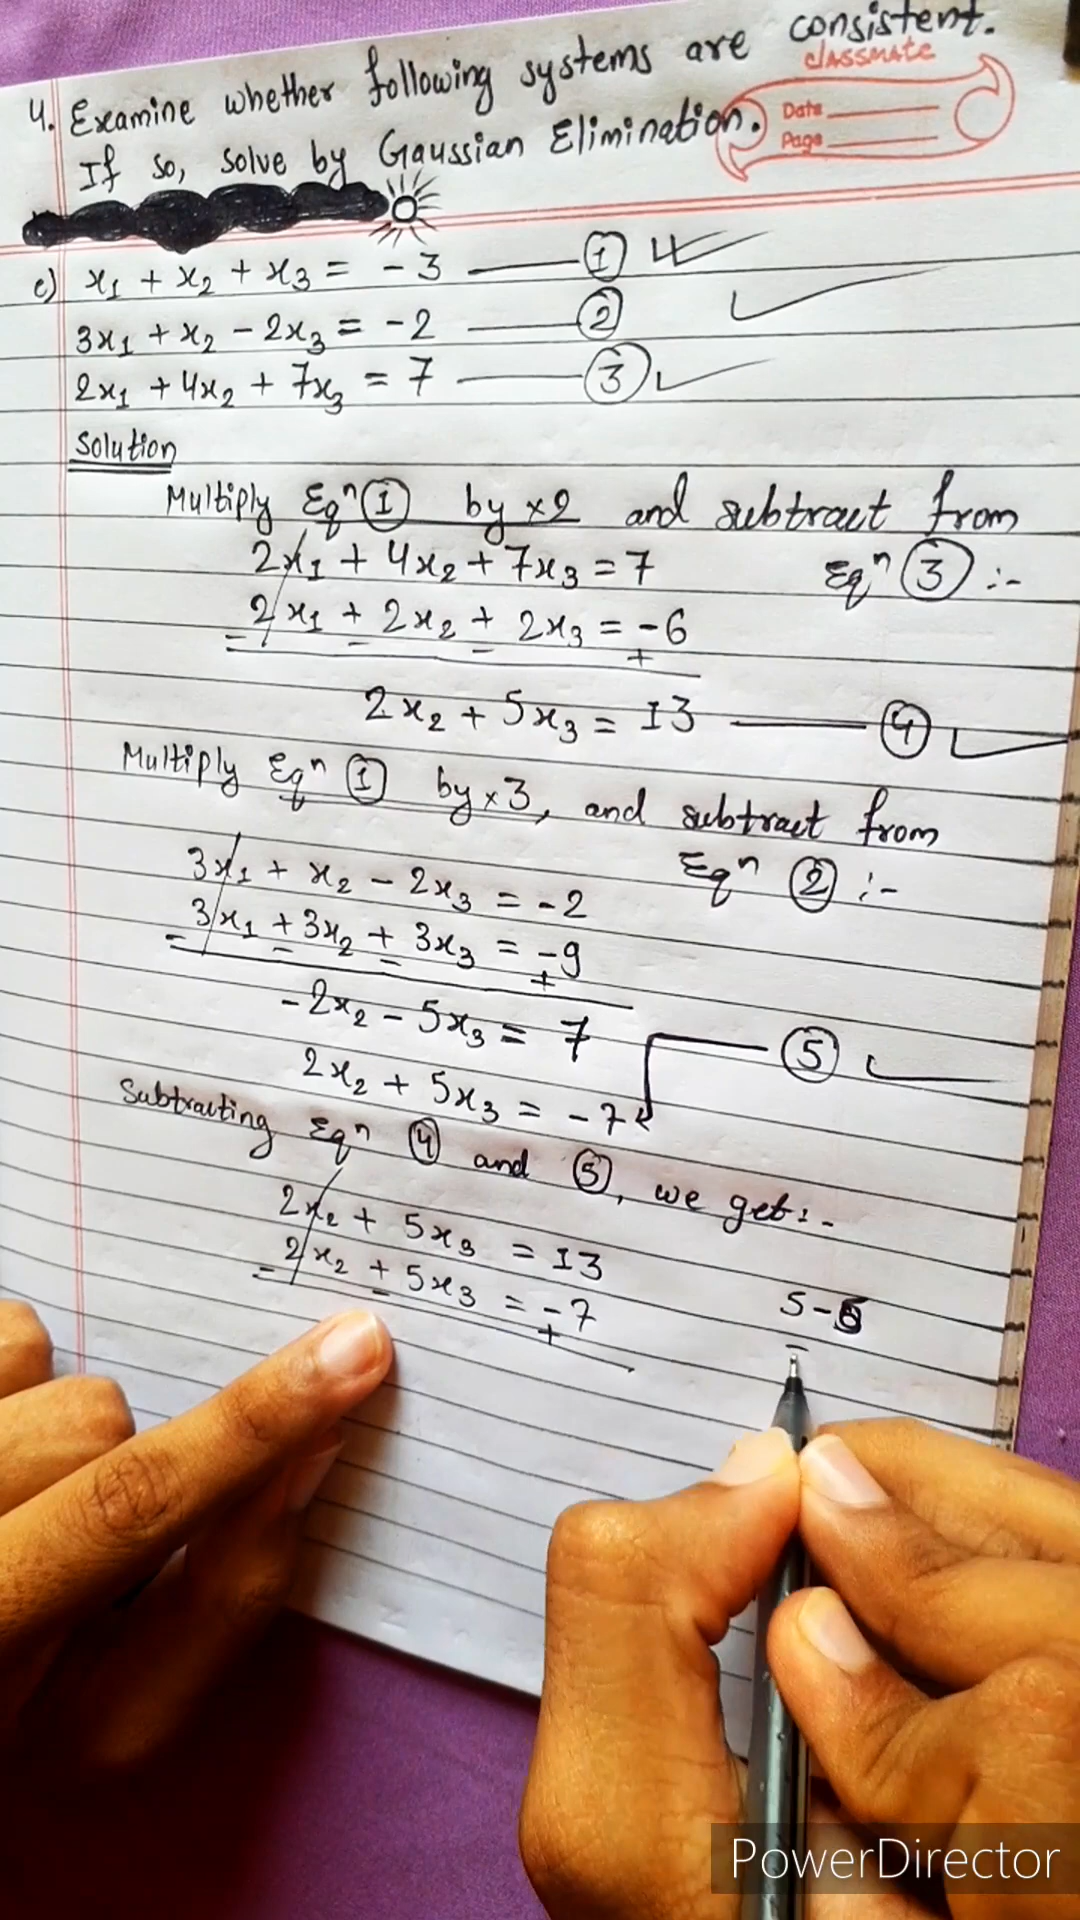 4. Examine whether following systems are consistent.
If so, solve by Gaussian Elimination.
classmate
Date
Page
c) x₁ + x₂ + x₃ = -3 ——— ①
3x₁ + x₂ - 2x₃ = -2 ——— ②
2x₁ + 4x₂ + 7x₃ = 7 ——— ③
Solution
Multiply Eqⁿ ① by ×2 and subtract from
Eqⁿ ③ :-
2x₁ + 4x₂ + 7x₃ = 7
2x₁ + 2x₂ + 2x₃ = -6
- - - +
2x₂ + 5x₃ = 13 ——— ④
Multiply Eqⁿ ① by ×3, and subtract from
Eqⁿ ② :-
3x₁ + x₂ - 2x₃ = -2
3x₁ + 3x₂ + 3x₃ = -9
- - - +
-2x₂ - 5x₃ = 7
2x₂ + 5x₃ = -7 ——— ⑤
Subtracting Eqⁿ ④ and ⑤, we get:-
2x₂ + 5x₃ = 13
2x₂ + 5x₃ = -7
- - +
5-
PowerDirector